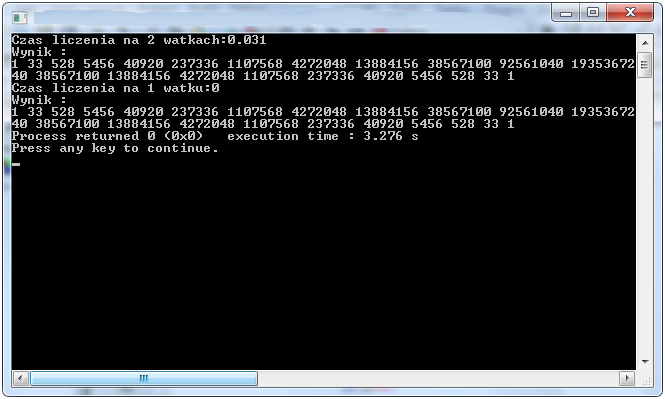 Czas liczenia na 2 watkach:0.031
Wynik :
1 33 528 5456 40920 237336 1107568 4272048 13884156 38567100 92561040 19353672
40 38567100 13884156 4272048 1107568 237336 40920 5456 528 33 1
Czas liczenia na 1 watku:0
Wynik :
1 33 528 5456 40920 237336 1107568 4272048 13884156 38567100 92561040 19353672
40 38567100 13884156 4272048 1107568 237336 40920 5456 528 33 1
Process returned 0 (0x0)   execution time : 3.276 s
Press any key to continue.